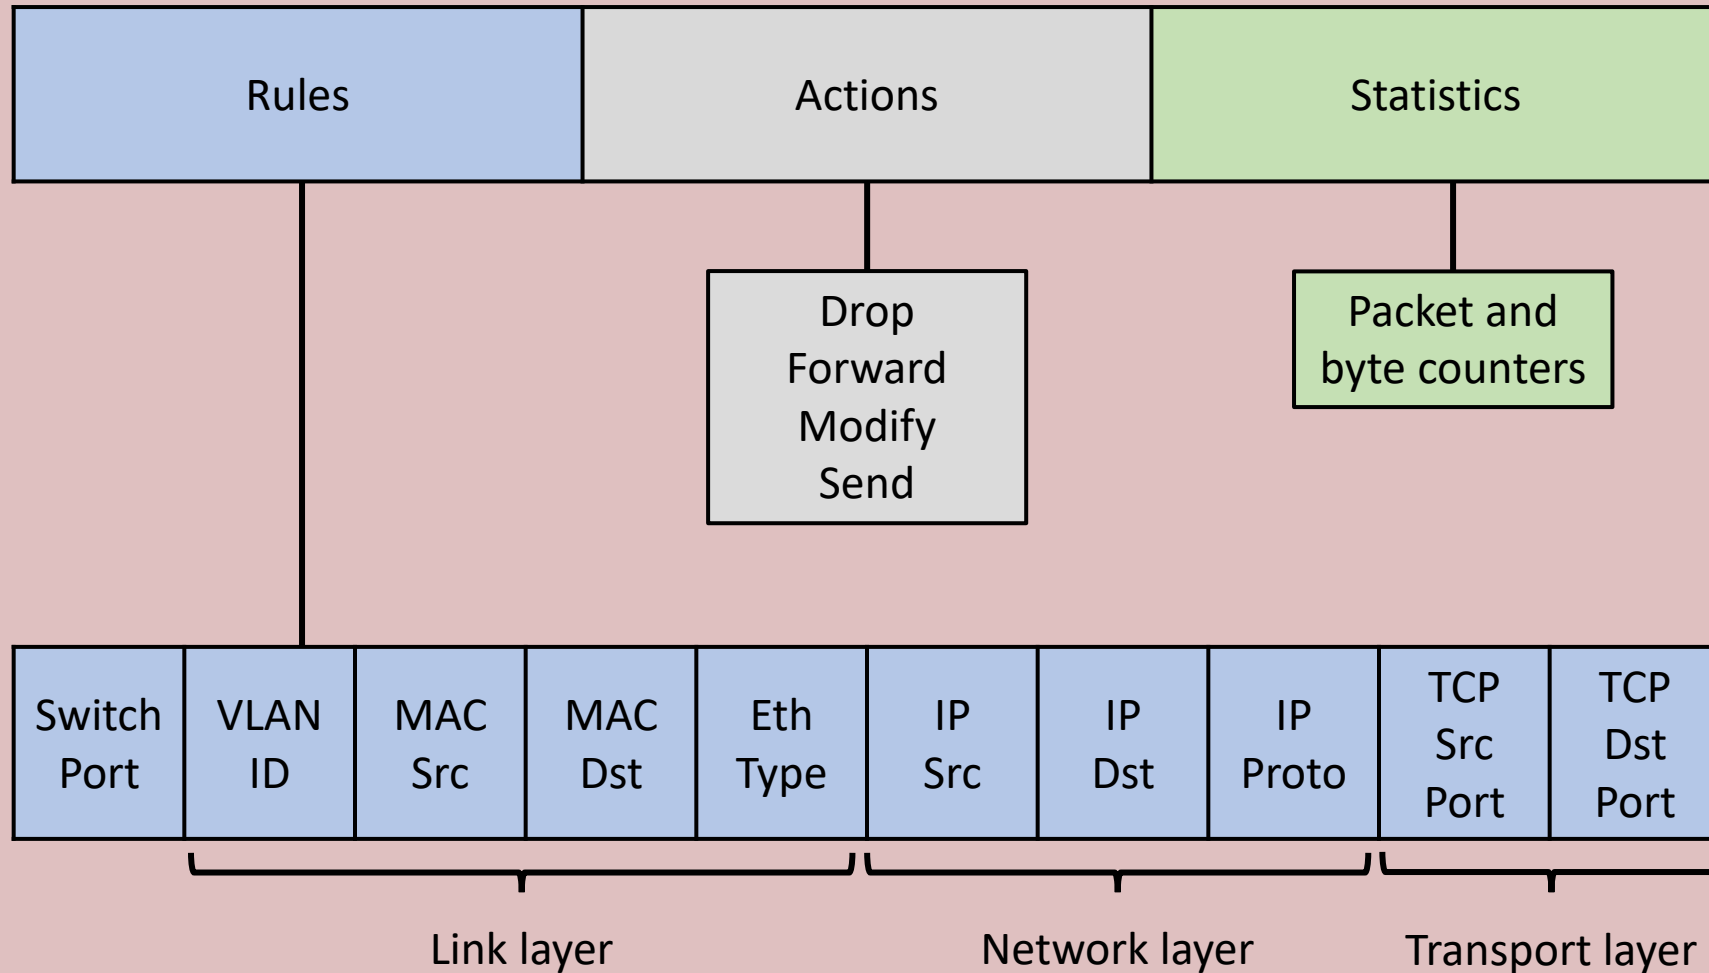 Rules
Actions
Statistics
Drop
Forward
Modify
Send
Packet and
byte counters
Switch
Port
VLAN
ID
MAC
Src
MAC
Dst
Eth
Type
IP
Src
IP
Dst
IP
Proto
TCP
Src
Port
TCP
Dst
Port
Link layer
Network layer
Transport layer